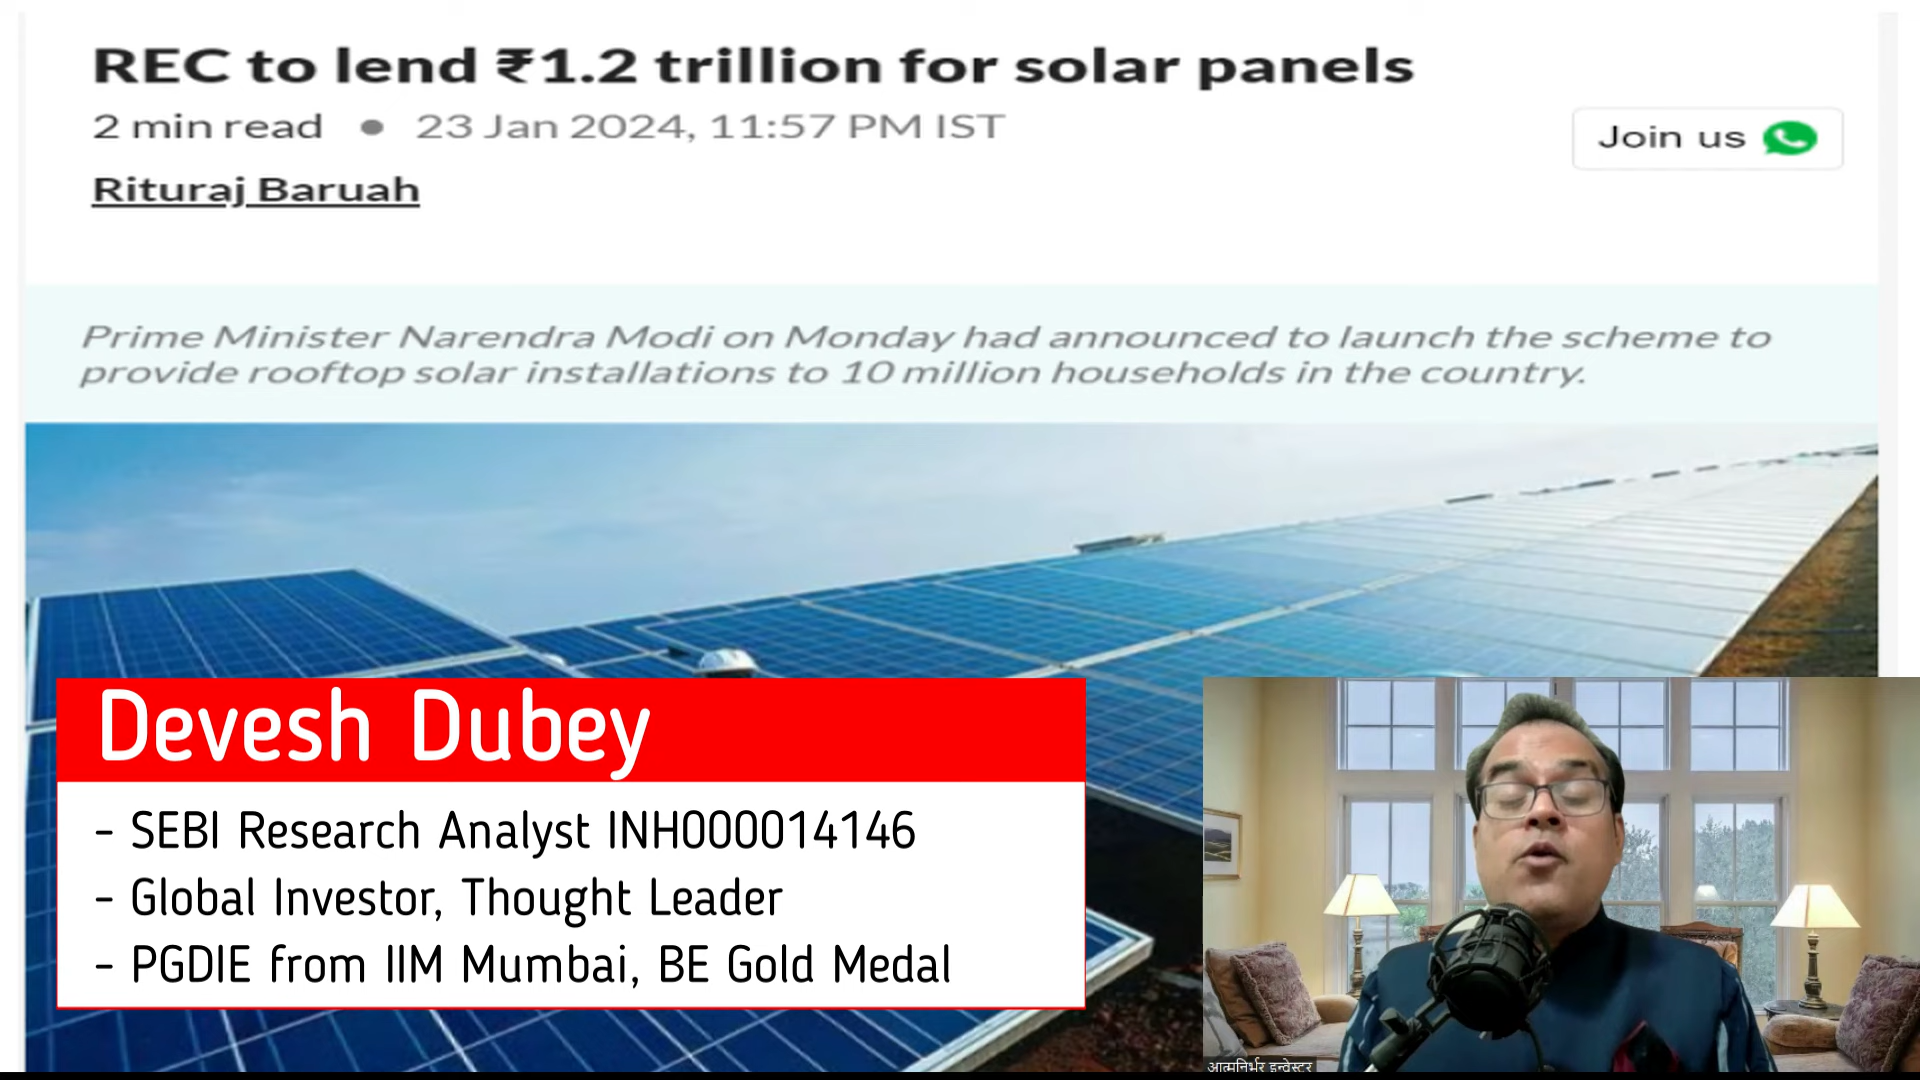 REC to lend ₹1.2 trillion for solar panels
2 min read • 23 Jan 2024, 11:57 PM IST
Join us
Rituraj Baruah
Prime Minister Narendra Modi on Monday had announced to launch the scheme to
provide rooftop solar installations to 10 million households in the country.
Devesh Dubey
- SEBI Research Analyst INH000014146
- Global Investor, Thought Leader
- PGDIE from IIM Mumbai, BE Gold Medal
आत्मनिर्भर इन्वेस्टर